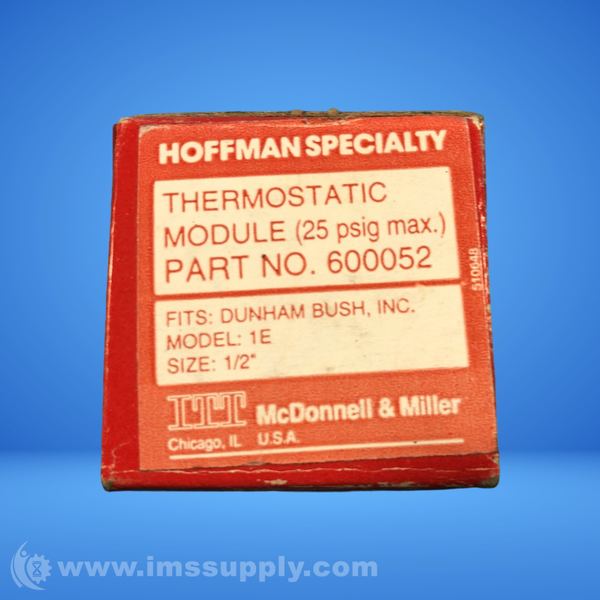 HOFFMAN SPECIALTY
THERMOSTATIC
MODULE (25 psig max.)
PART NO. 600052
510648
FITS: DUNHAM BUSH, INC.
MODEL: 1E
SIZE: 1/2"
ITT McDonnell & Miller
Chicago, IL U.S.A.
www.imssupply.com